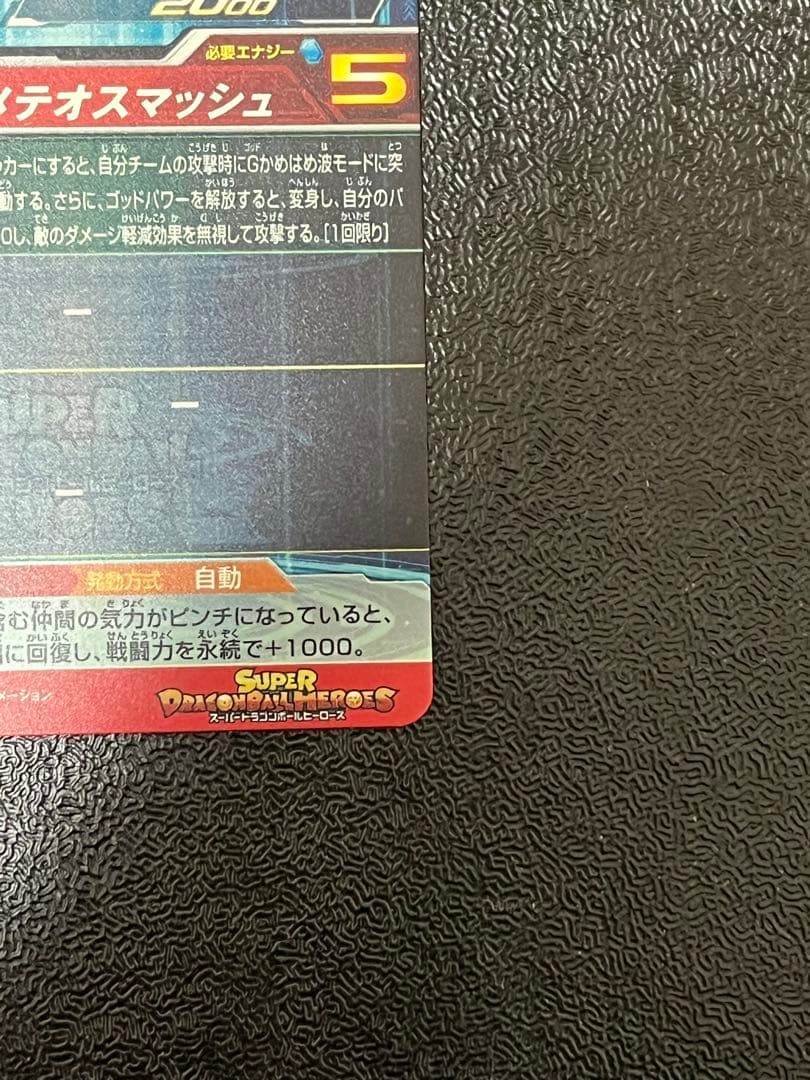 2000
必要エナジー 5
メテオスマッシュ
カーにすると、自分チームの攻撃時にGかめはめ波モードに突
動する。さらに、ゴッドパワーを解放すると、変身し、自分のパ
0し、敵のダメージ軽減効果を無視して攻撃する。[1回限り]
ー
ー
ー
発動方式 自動
含む仲間の気力がピンチになっていると、
に回復し、戦闘力を永続で+1000。
メーション
SUPER
DRAGONBALL HEROES
スーパードラゴンボールヒーローズ